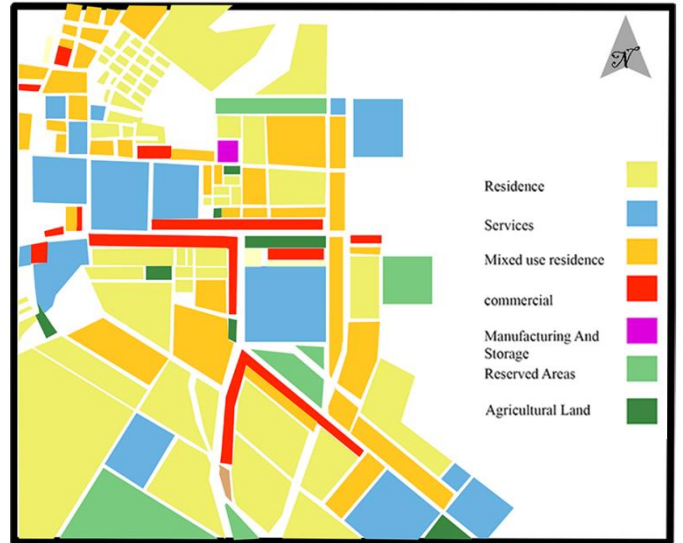 N
Residence
Services
Mixed use residence
commercial
Manufacturing And
Storage
Reserved Areas
Agricultural Land